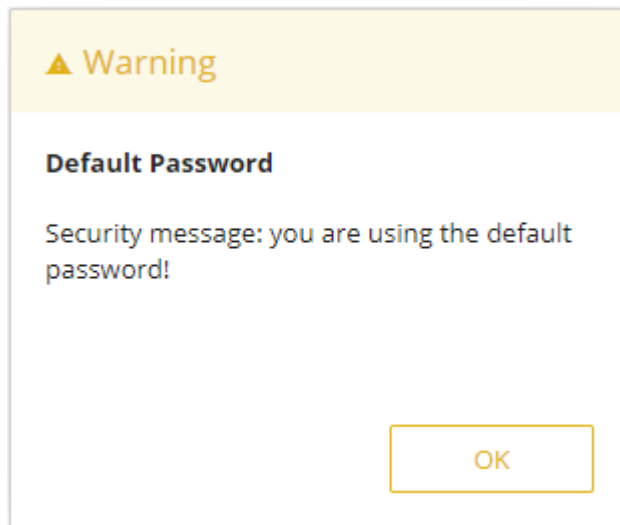 Warning
Default Password
Security message: you are using the default
password!
OK